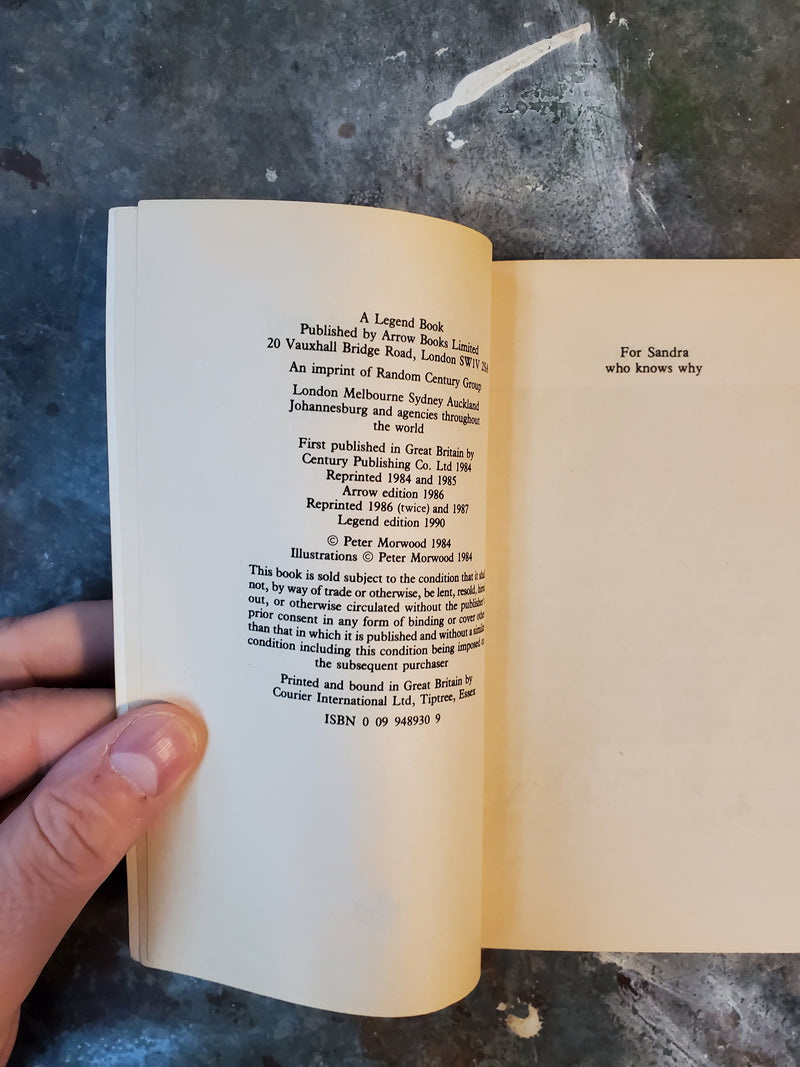 A Legend Book
Published by Arrow Books Limited
20 Vauxhall Bridge Road, London SW1V
An imprint of Random Century Group
London Melbourne Sydney Auckland
Johannesburg and agencies throughout
the world
First published in Great Britain by
Century Publishing Co. Ltd 1984
Reprinted 1984 and 1985
Arrow edition 1986
Reprinted 1986 (twice) and 1987
Legend edition 1990
© Peter Morwood 1984
Illustrations © Peter Morwood 1984
This book is sold subject to the condition that it
not, by way of trade or otherwise, be lent, resold,
out, or otherwise circulated without the publisher's
prior consent in any form of binding or cover
than that in which it is published and without a
condition including this condition being imposed
the subsequent purchaser
Printed and bound in Great Britain by
Courier International Ltd, Tiptree, Essex
ISBN 0 09 948930 9
For Sandra
who knows why